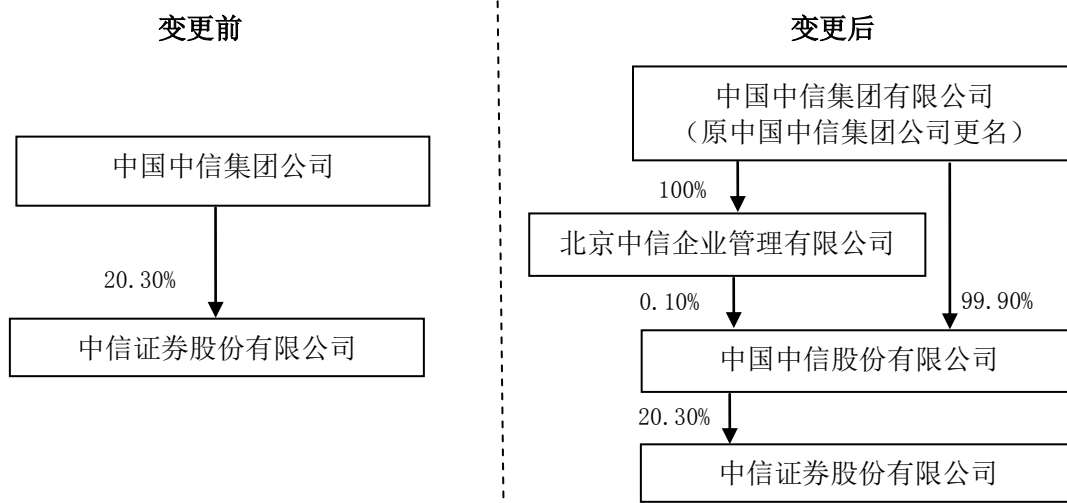 变更前
中国中信集团公司
20.30%
中信证券股份有限公司
变更后
中国中信集团有限公司
（原中国中信集团公司更名）
100%
北京中信企业管理有限公司
0.10%
99.90%
中国中信股份有限公司
20.30%
中信证券股份有限公司